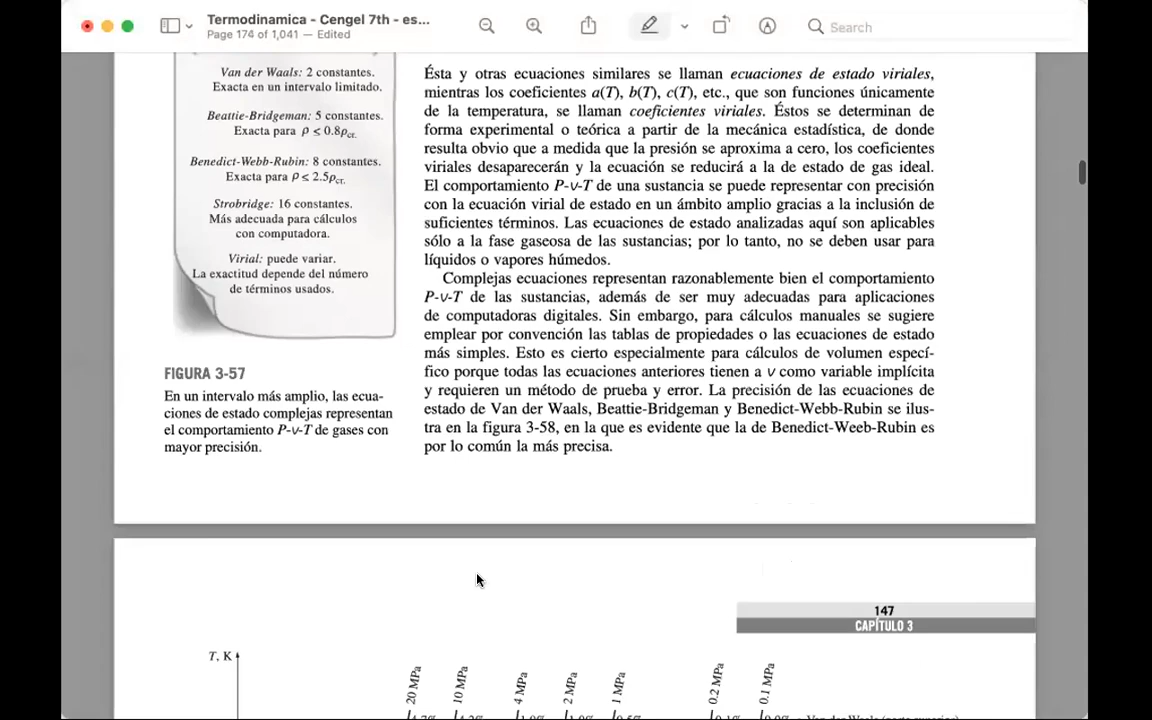 Termodinamica - Cengel 7th - es...
Page 174 of 1,041 — Edited
Search
Van der Waals: 2 constantes.
Exacta en un intervalo limitado.
Beattie-Bridgeman: 5 constantes.
Exacta para ρ ≤ 0.8ρcr.
Benedict-Webb-Rubin: 8 constantes.
Exacta para ρ ≤ 2.5ρcr.
Strobridge: 16 constantes.
Más adecuada para cálculos
con computadora.
Virial: puede variar.
La exactitud depende del número
de términos usados.
FIGURA 3-57
En un intervalo más amplio, las ecua-
ciones de estado complejas representan
el comportamiento P-v-T de gases con
mayor precisión.
Ésta y otras ecuaciones similares se llaman ecuaciones de estado viriales,
mientras los coeficientes a(T), b(T), c(T), etc., que son funciones únicamente
de la temperatura, se llaman coeficientes viriales. Éstos se determinan de
forma experimental o teórica a partir de la mecánica estadística, de donde
resulta obvio que a medida que la presión se aproxima a cero, los coeficientes
viriales desaparecerán y la ecuación se reducirá a la de estado de gas ideal.
El comportamiento P-v-T de una sustancia se puede representar con precisión
con la ecuación virial de estado en un ámbito amplio gracias a la inclusión de
suficientes términos. Las ecuaciones de estado analizadas aquí son aplicables
sólo a la fase gaseosa de las sustancias; por lo tanto, no se deben usar para
líquidos o vapores húmedos.
Complejas ecuaciones representan razonablemente bien el comportamiento
P-v-T de las sustancias, además de ser muy adecuadas para aplicaciones
de computadoras digitales. Sin embargo, para cálculos manuales se sugiere
emplear por convención las tablas de propiedades o las ecuaciones de estado
más simples. Esto es cierto especialmente para cálculos de volumen especí-
fico porque todas las ecuaciones anteriores tienen a v como variable implícita
y requieren un método de prueba y error. La precisión de las ecuaciones de
estado de Van der Waals, Beattie-Bridgeman y Benedict-Webb-Rubin se ilus-
tra en la figura 3-58, en la que es evidente que la de Benedict-Weeb-Rubin es
por lo común la más precisa.
147
CAPÍTULO 3
T, K
20 MPa
10 MPa
4 MPa
2 MPa
1 MPa
0.2 MPa
0.1 MPa